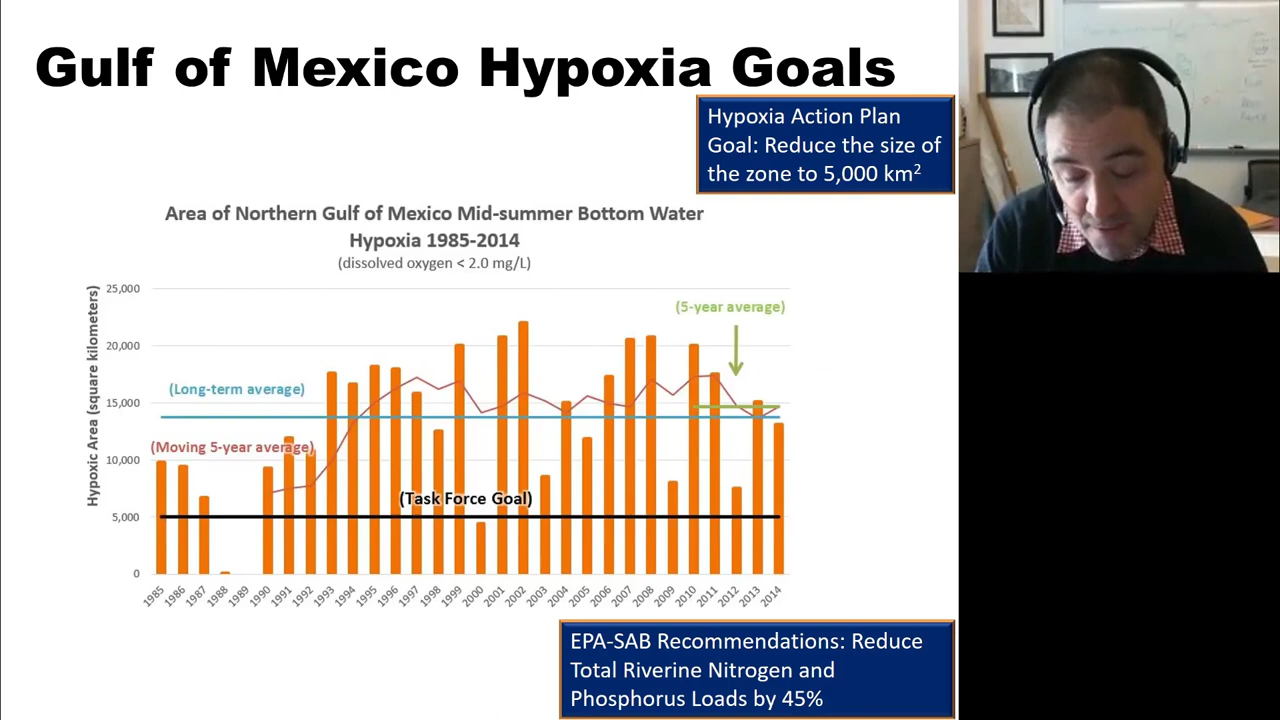 Gulf of Mexico Hypoxia Goals
Hypoxia Action Plan
Goal: Reduce the size of
the zone to 5,000 km²
Area of Northern Gulf of Mexico Mid-summer Bottom Water
Hypoxia 1985-2014
(dissolved oxygen < 2.0 mg/L)
Hypoxic Area (square kilometers)
25,000
20,000
15,000
10,000
5,000
0
(5-year average)
(Long-term average)
(Moving 5-year average)
(Task Force Goal)
1985 1986 1987 1988 1989 1990 1991 1992 1993 1994 1995 1996 1997 1998 1999 2000 2001 2002 2003 2004 2005 2006 2007 2008 2009 2010 2011 2012 2013 2014
EPA-SAB Recommendations: Reduce
Total Riverine Nitrogen and
Phosphorus Loads by 45%